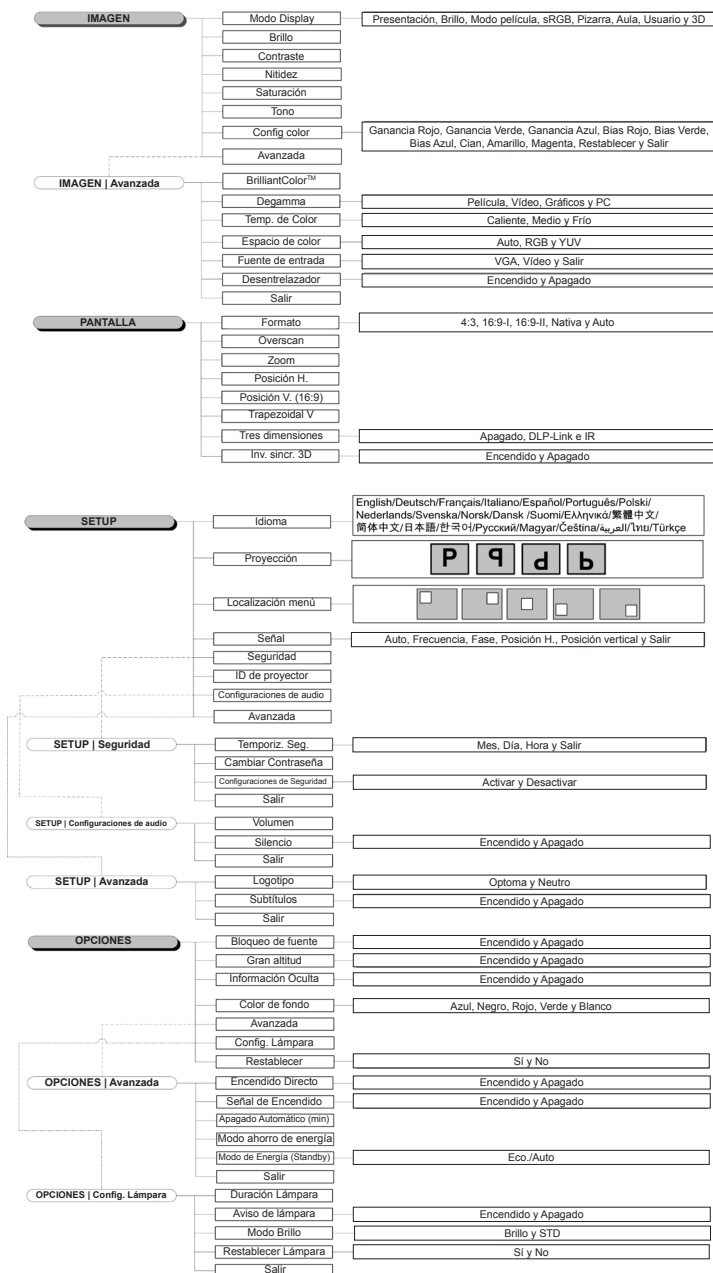 IMAGEN
Modo Display
Presentación, Brillo, Modo película, sRGB, Pizarra, Aula, Usuario y 3D
Brillo
Contraste
Nitidez
Saturación
Tono
Config color
Ganancia Rojo, Ganancia Verde, Ganancia Azul, Bias Rojo, Bias Verde,
Bias Azul, Cian, Amarillo, Magenta, Restablecer y Salir
Avanzada
IMAGEN | Avanzada
BrilliantColor™
Degamma
Película, Vídeo, Gráficos y PC
Temp. de Color
Caliente, Medio y Frío
Espacio de color
Auto, RGB y YUV
Fuente de entrada
VGA, Vídeo y Salir
Desentrelazador
Encendido y Apagado
Salir
PANTALLA
Formato
4:3, 16:9-I, 16:9-II, Nativa y Auto
Overscan
Zoom
Posición H.
Posición V. (16:9)
Trapezoidal V
Tres dimensiones
Apagado, DLP-Link e IR
Inv. sincr. 3D
Encendido y Apagado
SETUP
Idioma
English/Deutsch/Français/Italiano/Español/Português/Polski/
Nederlands/Svenska/Norsk/Dansk /Suomi/Ελληνικά/繁體中文/
简体中文/日本語/한국어/Русский/Magyar/Čeština/العربية/ไทย/Türkçe
Proyección
P P P P
Localización menú
Señal
Auto, Frecuencia, Fase, Posición H., Posición vertical y Salir
Seguridad
ID de proyector
Configuraciones de audio
Avanzada
SETUP | Seguridad
Temporiz. Seg.
Mes, Día, Hora y Salir
Cambiar Contraseña
Configuraciones de Seguridad
Activar y Desactivar
Salir
SETUP | Configuraciones de audio
Volumen
Silencio
Encendido y Apagado
Salir
SETUP | Avanzada
Logotipo
Optoma y Neutro
Subtítulos
Encendido y Apagado
Salir
OPCIONES
Bloqueo de fuente
Encendido y Apagado
Gran altitud
Encendido y Apagado
Información Oculta
Encendido y Apagado
Color de fondo
Azul, Negro, Rojo, Verde y Blanco
Avanzada
Config. Lámpara
Restablecer
Sí y No
OPCIONES | Avanzada
Encendido Directo
Encendido y Apagado
Señal de Encendido
Encendido y Apagado
Apagado Automático (min)
Modo ahorro de energía
Modo de Energía (Standby)
Eco./Auto
Salir
OPCIONES | Config. Lámpara
Duración Lámpara
Aviso de lámpara
Encendido y Apagado
Modo Brillo
Brillo y STD
Restablecer Lámpara
Sí y No
Salir